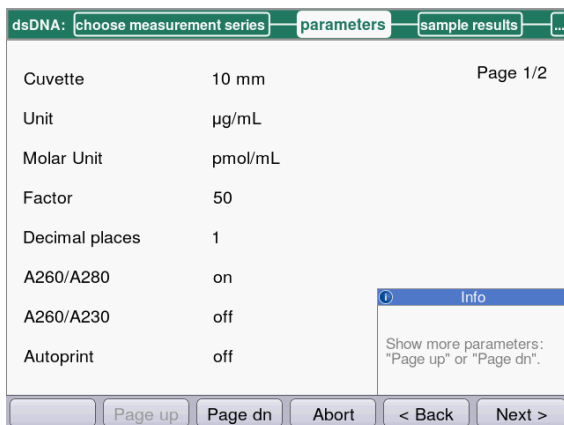 dsDNA: choose measurement series parameters sample results ...
Page 1/2
Cuvette 10 mm
Unit µg/mL
Molar Unit pmol/mL
Factor 50
Decimal places 1
A260/A280 on
A260/A230 off
Autoprint off
Info
Show more parameters:
"Page up" or "Page dn".
Page up Page dn Abort < Back Next >